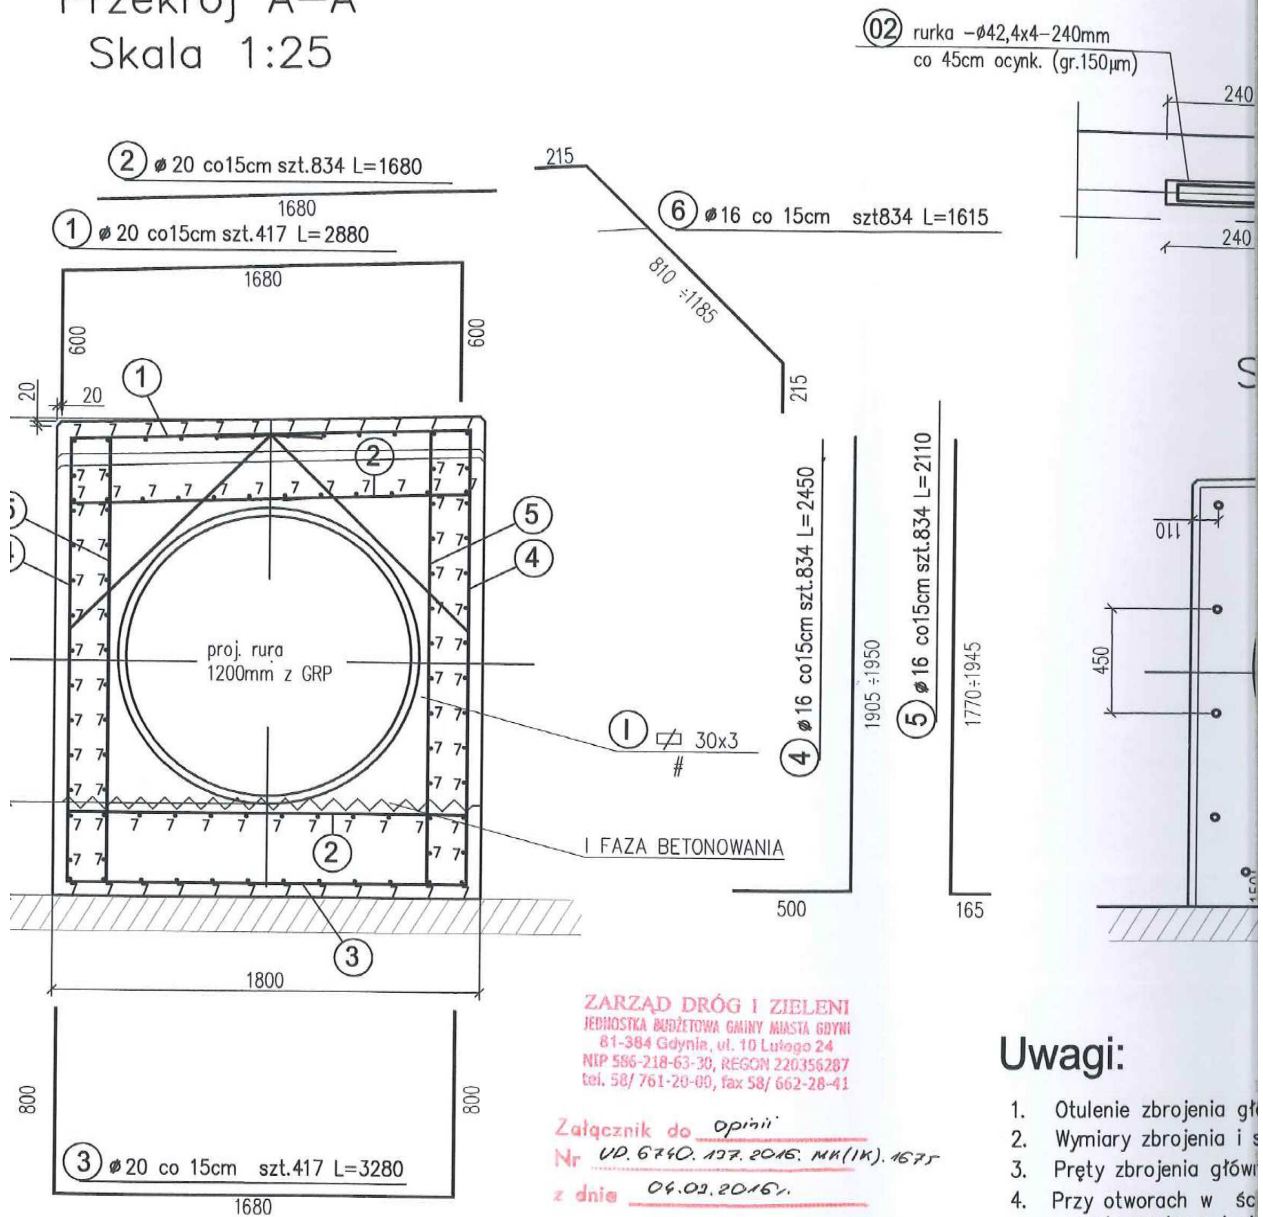 Przekrój A-A
Skala 1:25
02 rurka -ø42,4x4-240mm
co 45cm ocynk. (gr.150µm)
240
240
2 ø 20 co15cm szt.834 L=1680
1680
1 ø 20 co15cm szt.417 L=2880
1680
600
600
215
810 ÷1185
215
6 ø16 co 15cm szt834 L=1615
20
20
1
2
5
4
proj. rura
1200mm z GRP
I 30x3
#
I FAZA BETONOWANIA
2
3
1800
4 ø16 co15cm szt.834 L=2450
1905 ÷1950
500
5 ø16 co15cm szt.834 L=2110
1770÷1945
165
110
450
150
800
800
3 ø20 co 15cm szt.417 L=3280
1680
ZARZĄD DRÓG I ZIELENI
JEDNOSTKA BUDŻETOWA GMINY MIASTA GDYNI
81-384 Gdynia, ul. 10 Lutego 24
NIP 586-218-63-30, REGON 220356287
tel. 58/ 761-20-00, fax 58/ 662-28-41
Załącznik do opinii
Nr UD. 6740. 2016. MK(IK). 1675
z dnia 04.02.2016r.
Uwagi:
1. Otulenie zbrojenia
2. Wymiary zbrojenia i
3. Pręty zbrojenia
4. Przy otworach w